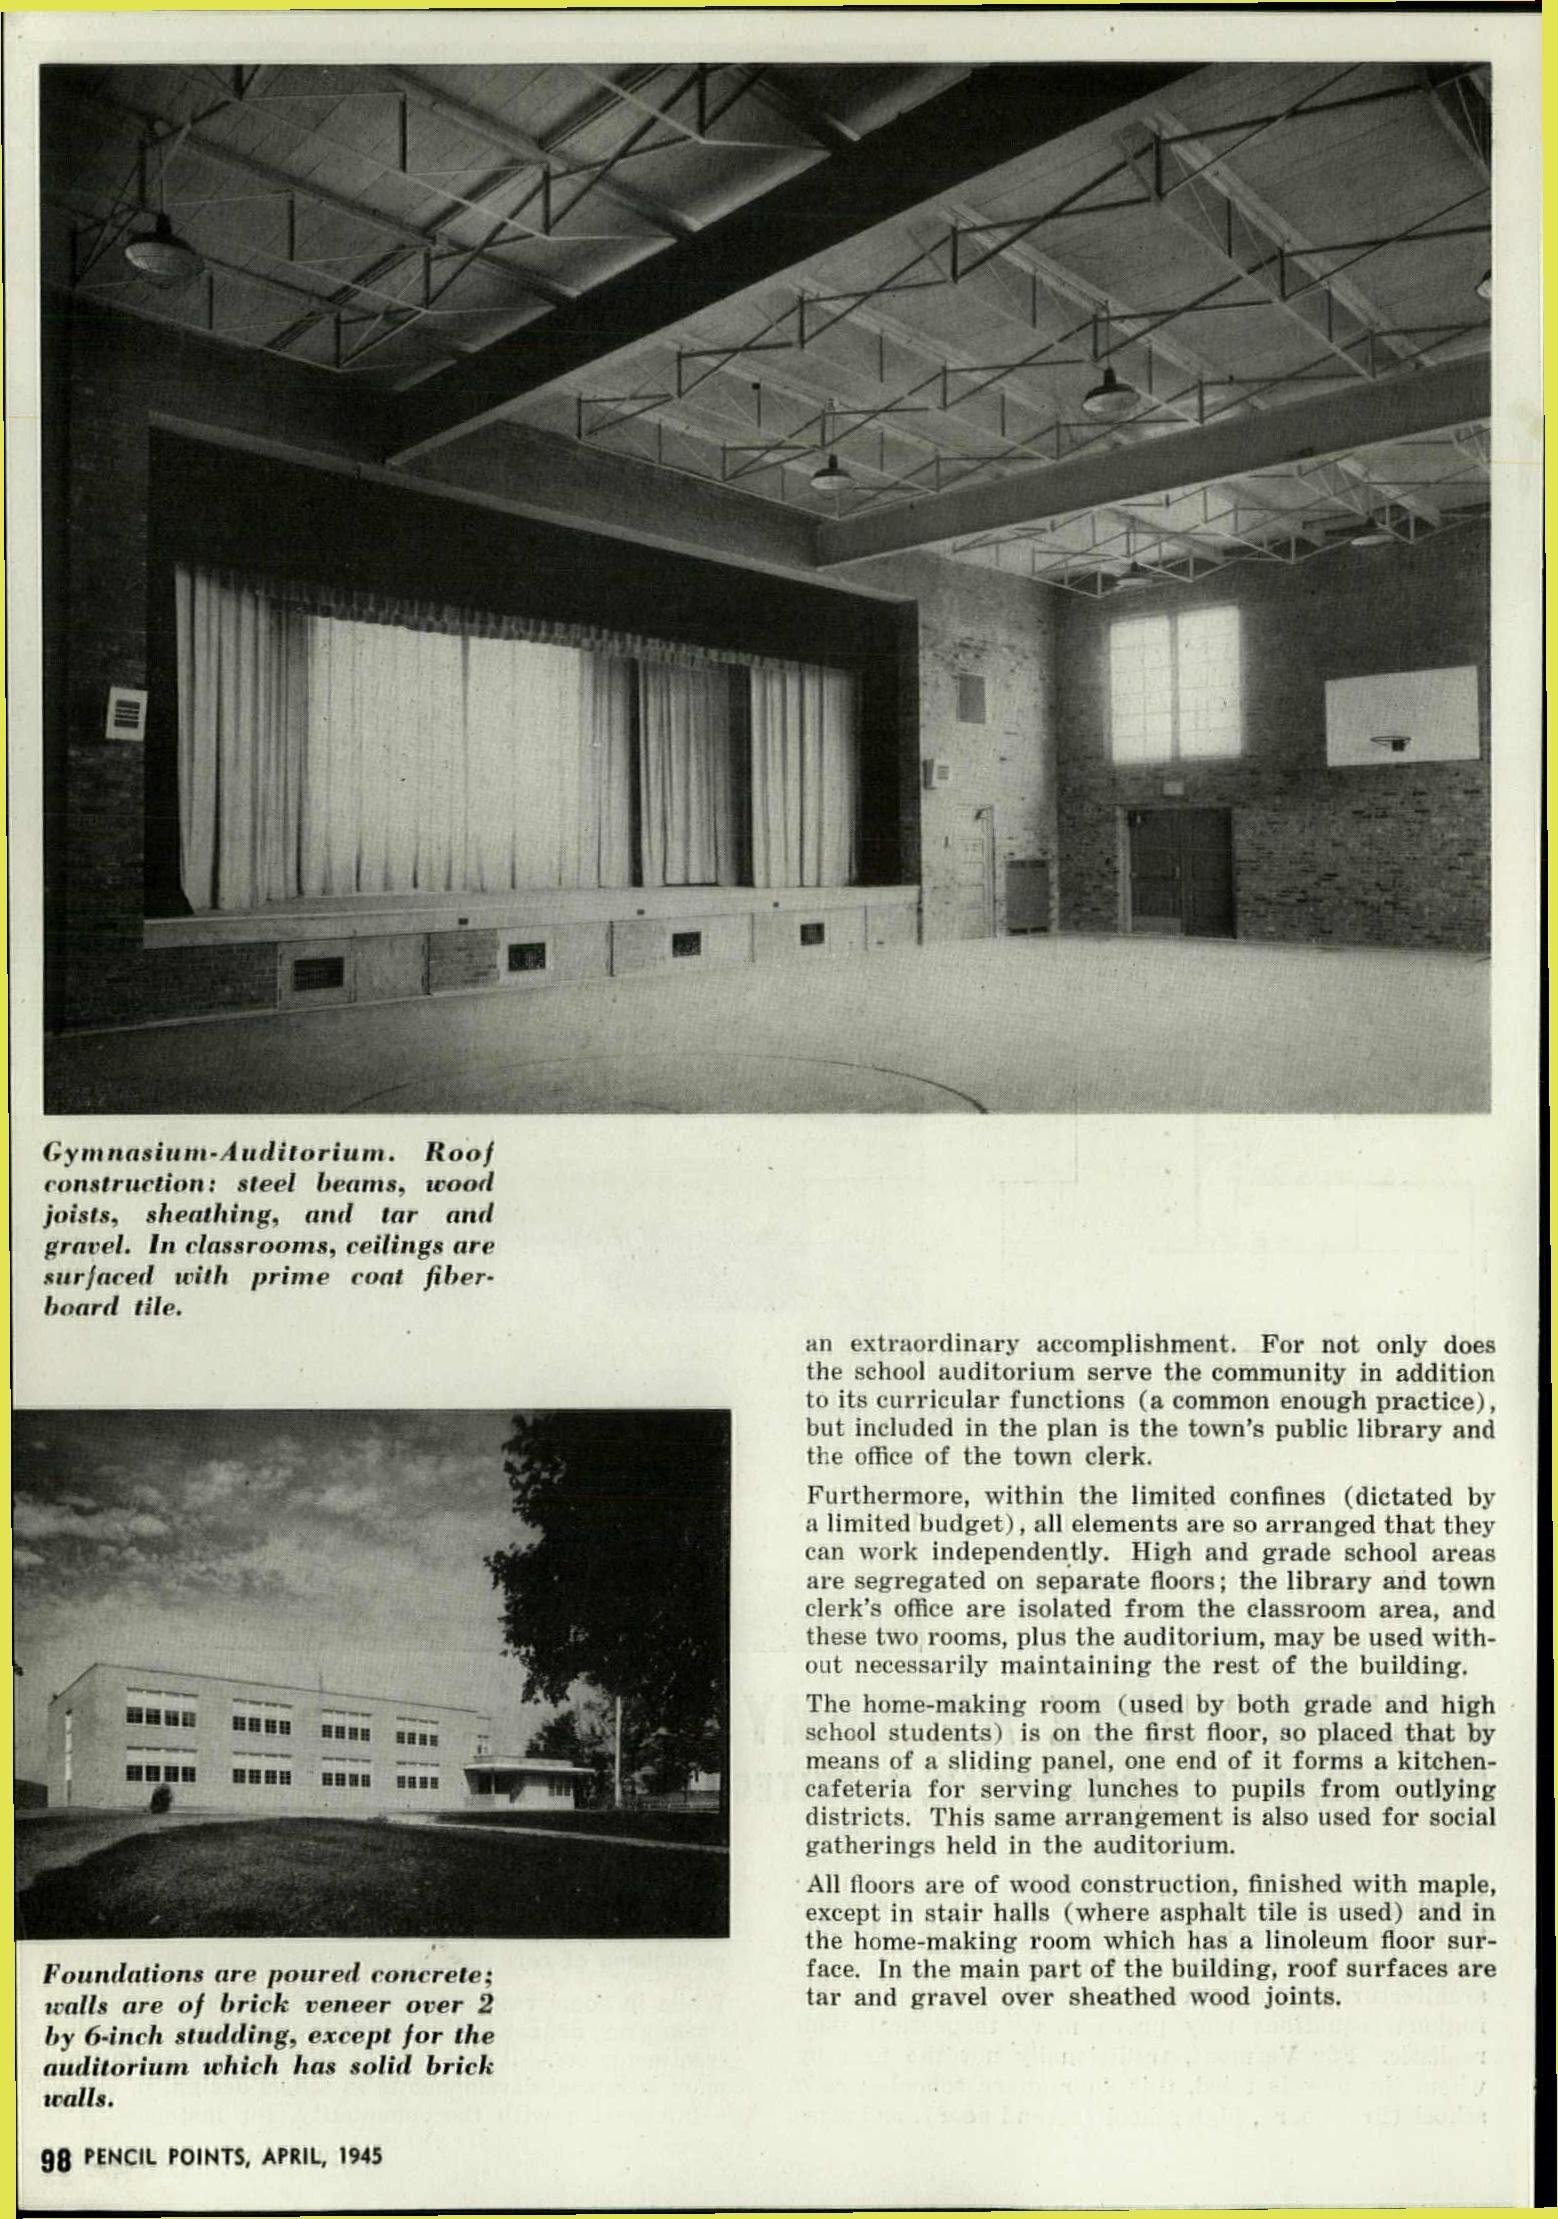 Gymnasium-Auditorium. Roof
construction: steel beams, wood
joists, sheathing, and tar and
gravel. In classrooms, ceilings are
surfaced with prime coat fiber-
board tile.
an extraordinary accomplishment. For not only does
the school auditorium serve the community in addition
to its curricular functions (a common enough practice),
but included in the plan is the town's public library and
the office of the town clerk.
Furthermore, within the limited confines (dictated by
a limited budget), all elements are so arranged that they
can work independently. High and grade school areas
are segregated on separate floors; the library and town
clerk's office are isolated from the classroom area, and
these two rooms, plus the auditorium, may be used with-
out necessarily maintaining the rest of the building.
The home-making room (used by both grade and high
school students) is on the first floor, so placed that by
means of a sliding panel, one end of it forms a kitchen-
cafeteria for serving lunches to pupils from outlying
districts. This same arrangement is also used for social
gatherings held in the auditorium.
All floors are of wood construction, finished with maple,
except in stair halls (where asphalt tile is used) and in
the home-making room which has a linoleum floor sur-
face. In the main part of the building, roof surfaces are
tar and gravel over sheathed wood joints.
Foundations are poured concrete;
walls are of brick veneer over 2
by 6-inch studding, except for the
auditorium which has solid brick
walls.
98 PENCIL POINTS, APRIL, 1945